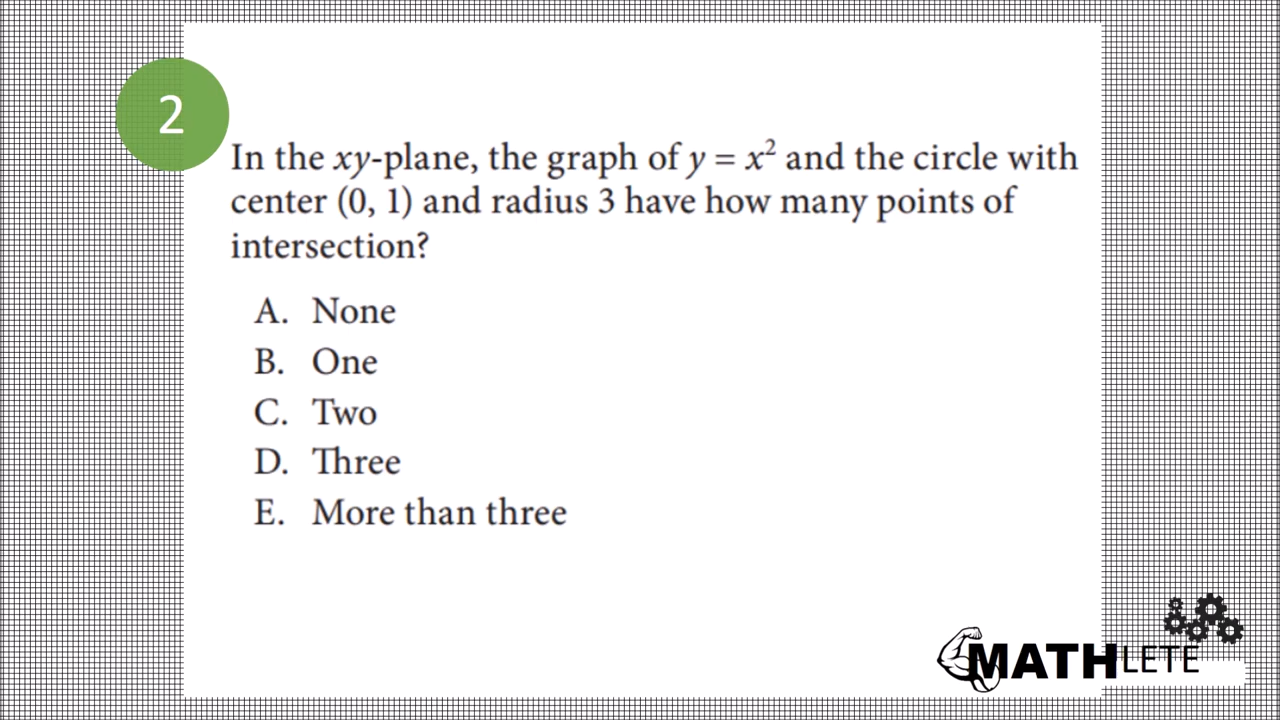 2
In the xy-plane, the graph of y = x² and the circle with
center (0, 1) and radius 3 have how many points of
intersection?
A. None
B. One
C. Two
D. Three
E. More than three
MATHLETE